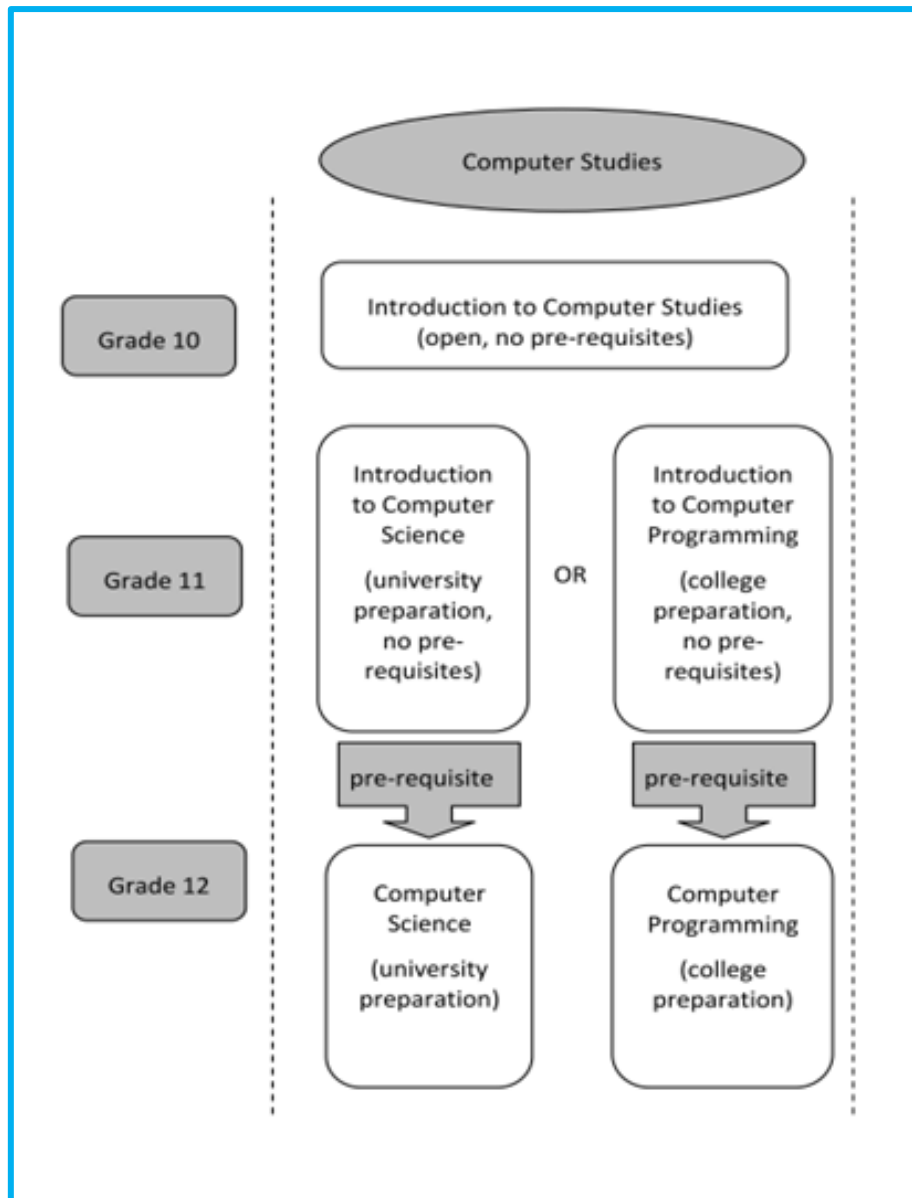 Computer Studies
Grade 10
Introduction to Computer Studies
(open, no pre-requisites)
Grade 11
Introduction
to Computer
Science
(university
preparation,
no pre-
requisites)
OR
Introduction
to Computer
Programming
(college
preparation,
no pre-
requisites)
pre-requisite
pre-requisite
Grade 12
Computer
Science
(university
preparation)
Computer
Programming
(college
preparation)